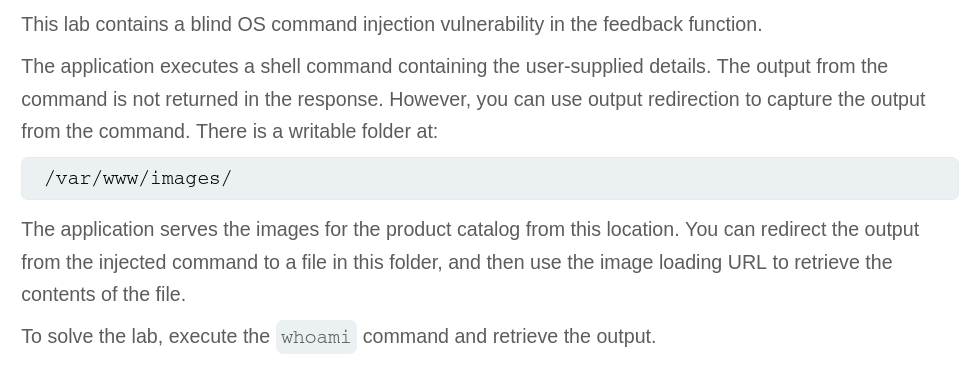 This lab contains a blind OS command injection vulnerability in the feedback function.
The application executes a shell command containing the user-supplied details. The output from the
command is not returned in the response. However, you can use output redirection to capture the output
from the command. There is a writable folder at:
/var/www/images/
The application serves the images for the product catalog from this location. You can redirect the output
from the injected command to a file in this folder, and then use the image loading URL to retrieve the
contents of the file.
To solve the lab, execute the whoami command and retrieve the output.